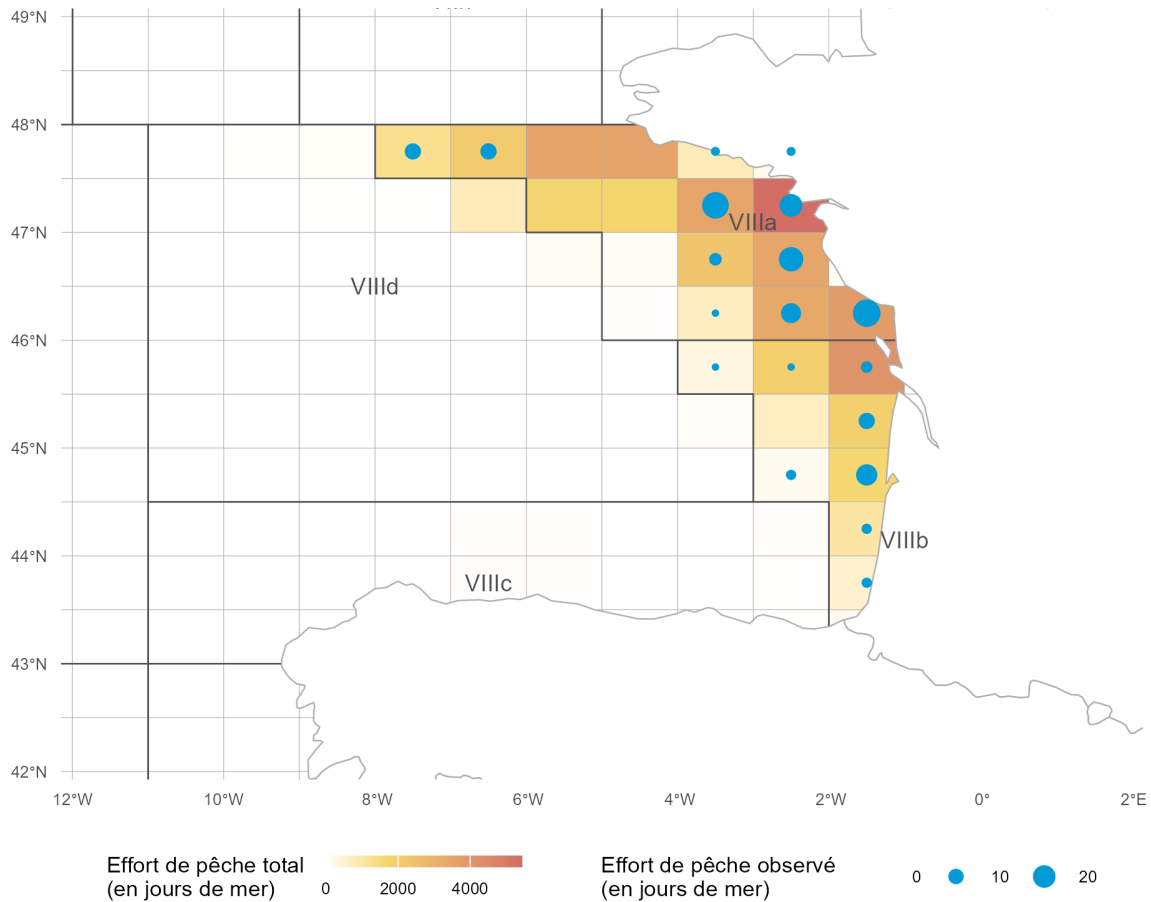 49°N
48°N
47°N
46°N
45°N
44°N
43°N
42°N
VIIIa
VIIId
VIIIb
VIIIc
12°W 10°W 8°W 6°W 4°W 2°W 0° 2°E
Effort de pêche total
(en jours de mer)
0 2000 4000
Effort de pêche observé
(en jours de mer)
0 10 20